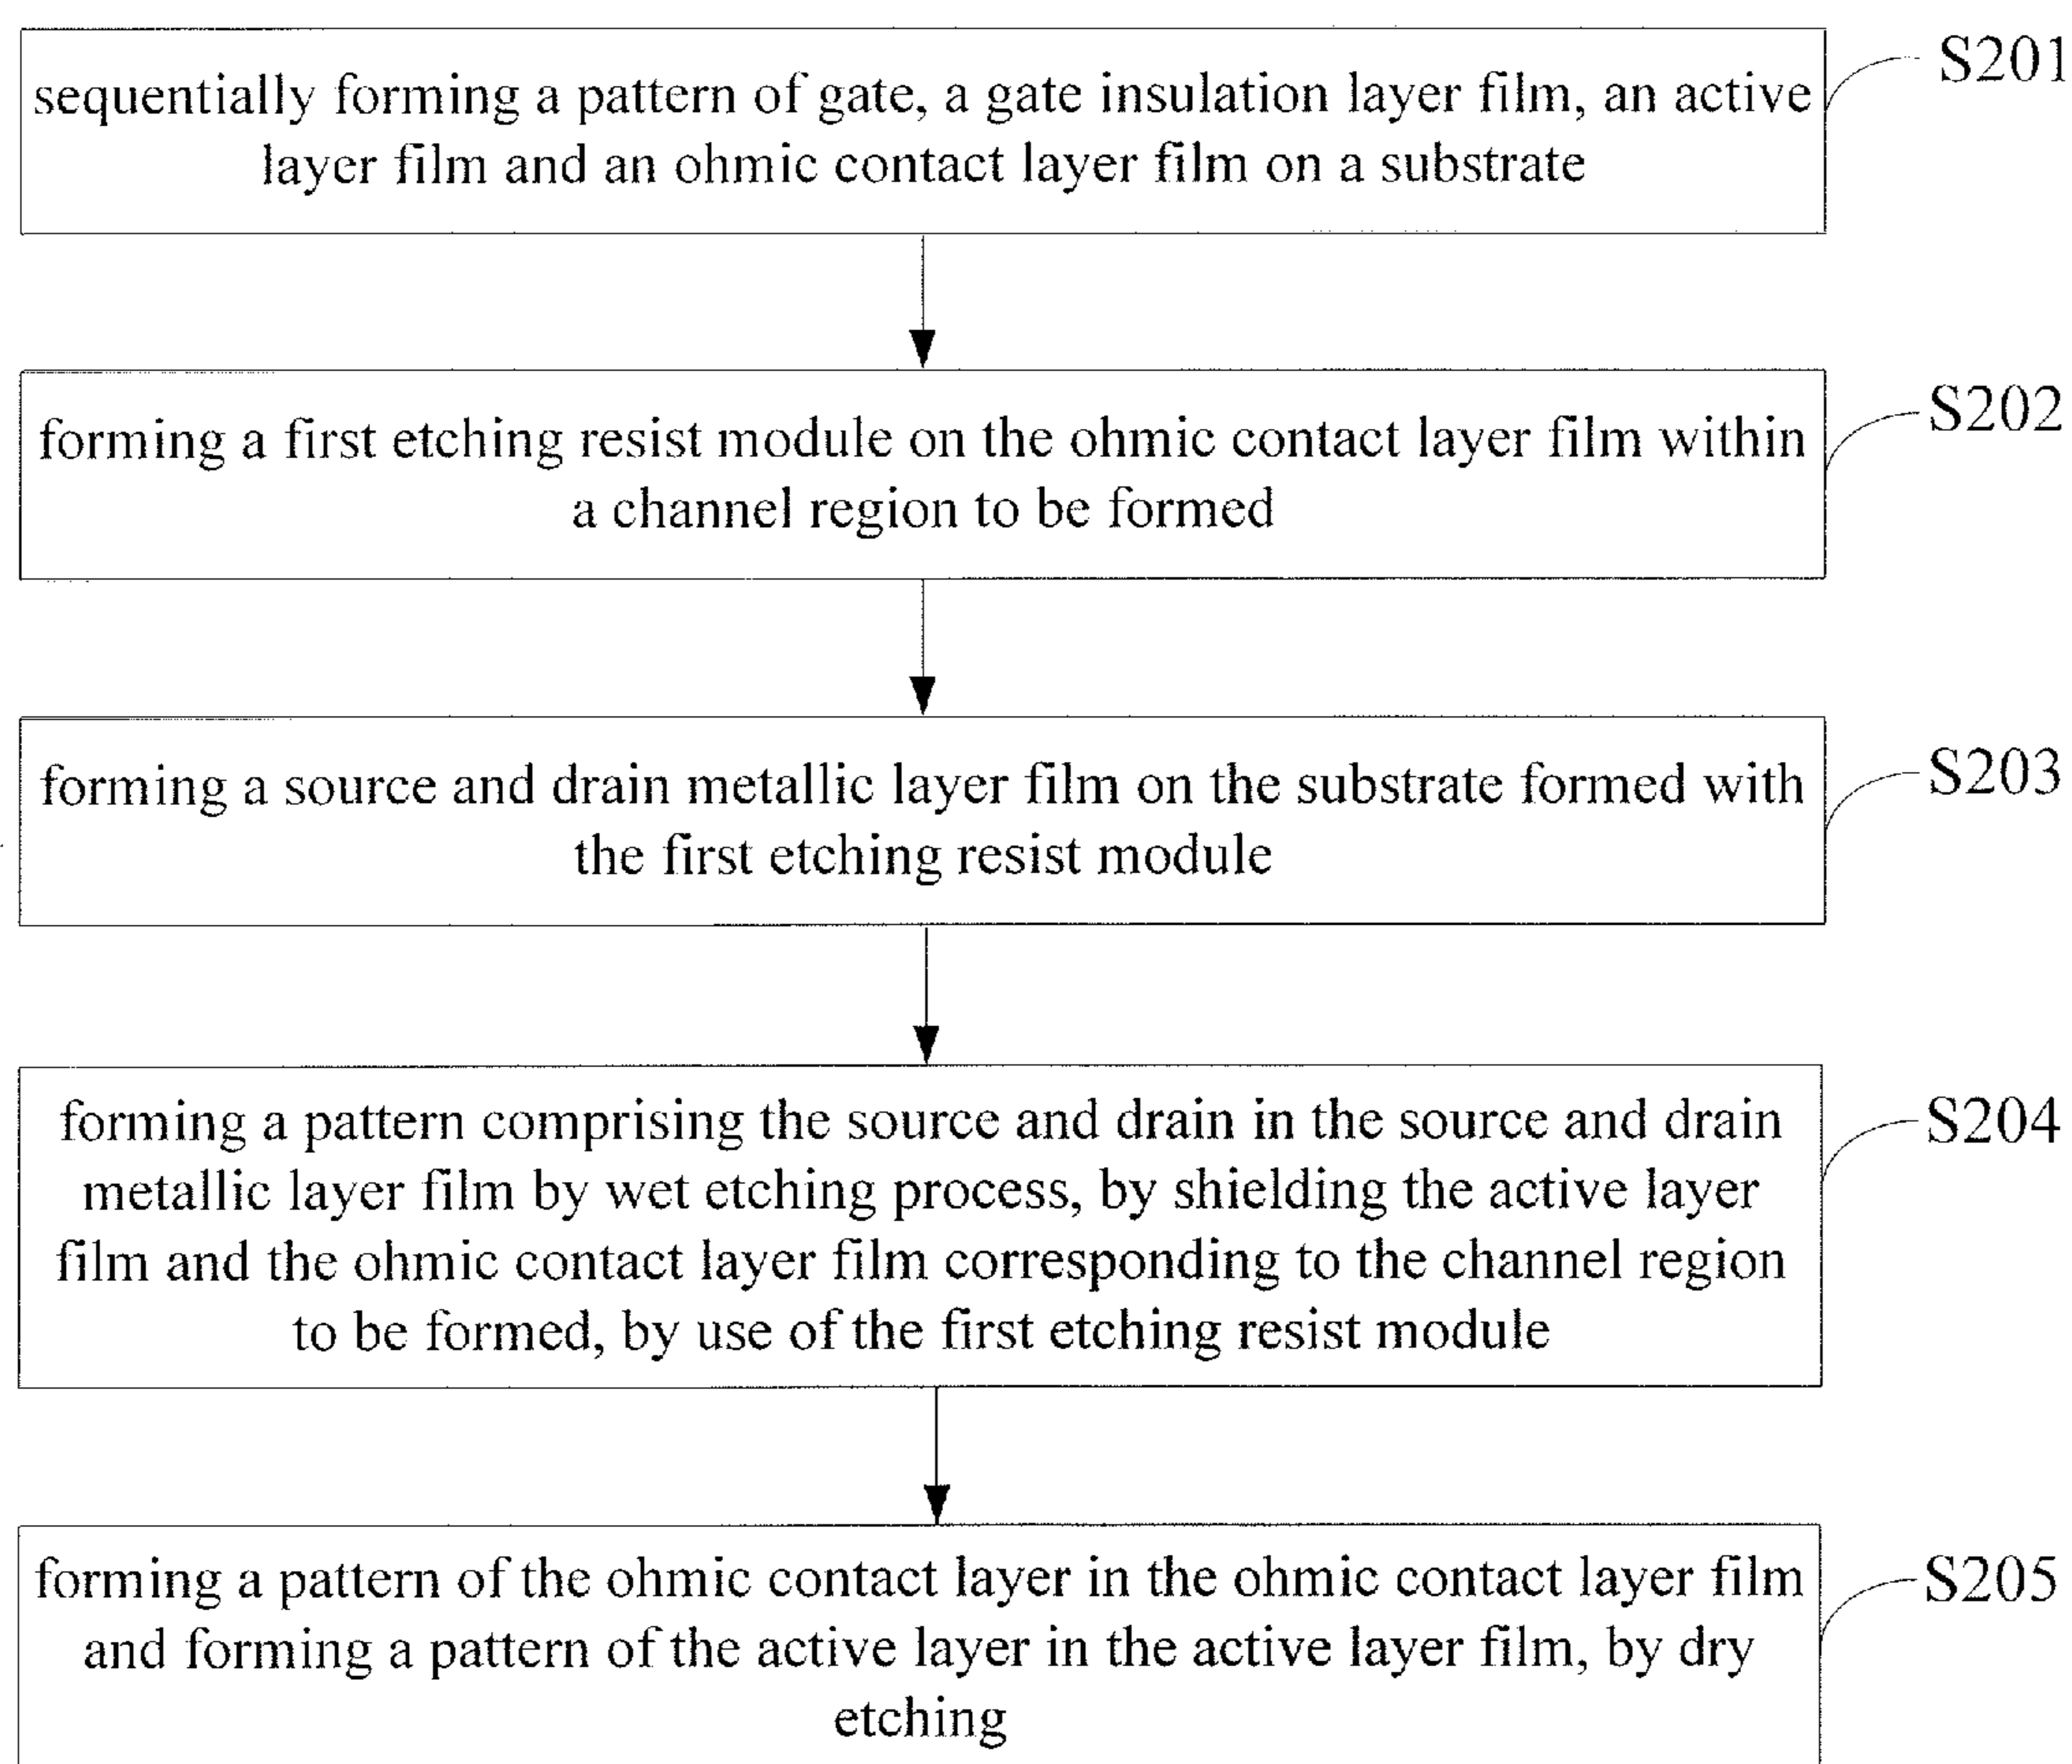 sequentially forming a pattern of gate, a gate insulation layer film, an active
layer film and an ohmic contact layer film on a substrate
S201
forming a first etching resist module on the ohmic contact layer film within
a channel region to be formed
S202
forming a source and drain metallic layer film on the substrate formed with
the first etching resist module
S203
forming a pattern comprising the source and drain in the source and drain
metallic layer film by wet etching process, by shielding the active layer
film and the ohmic contact layer film corresponding to the channel region
to be formed, by use of the first etching resist module
S204
forming a pattern of the ohmic contact layer in the ohmic contact layer film
and forming a pattern of the active layer in the active layer film, by dry
etching
S205